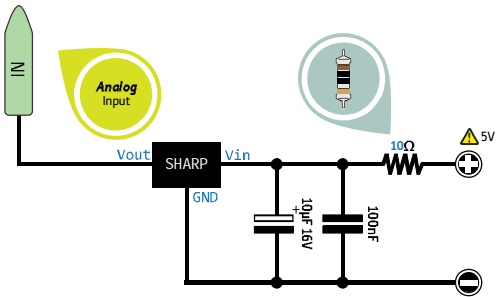 IN
Analog
Input
10Ω
5V
Vout
SHARP
Vin
GND
+
10µF 16V
100nF